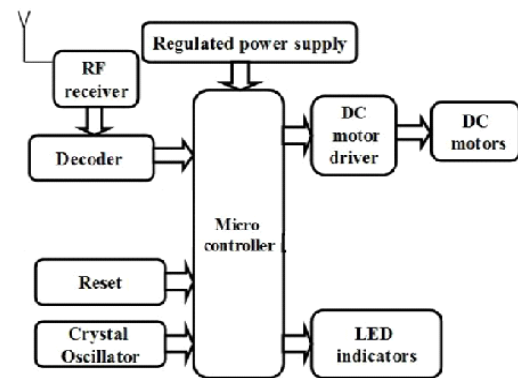 Regulated power supply
RF
receiver
Decoder
DC
motor
driver
DC
motors
Micro
controller
Reset
Crystal
Oscillator
LED
indicators